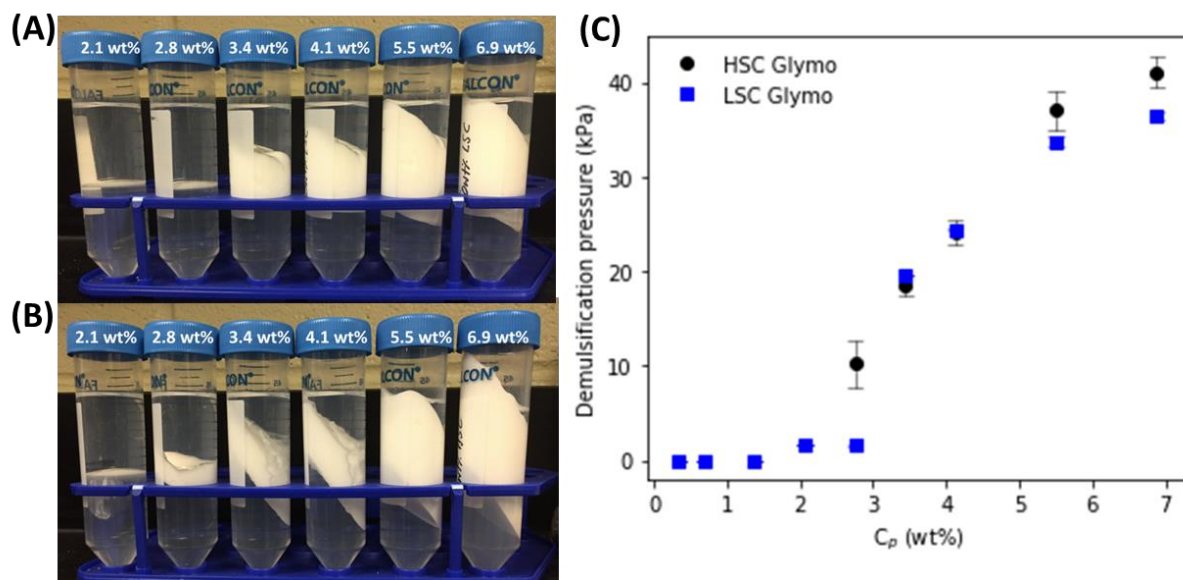 (A)
2.1 wt% 2.8 wt% 3.4 wt% 4.1 wt% 5.5 wt% 6.9 wt%
LSC
(B)
2.1 wt% 2.8 wt% 3.4 wt% 4.1 wt% 5.5 wt% 6.9 wt%
(C)
HSC Glymo
LSC Glymo
Demulsification pressure (kPa)
40
30
20
10
0
0 1 2 3 4 5 6 7
Cₚ (wt%)